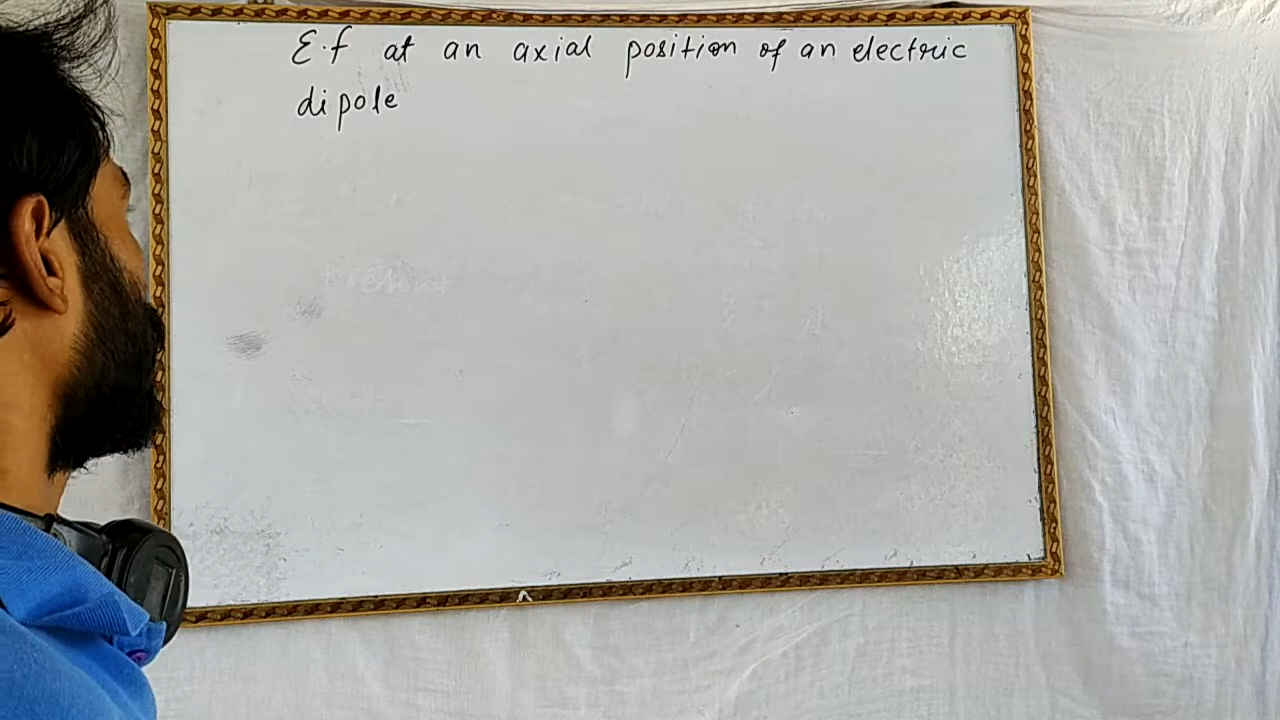 E.f at an axial position of an electric
dipole